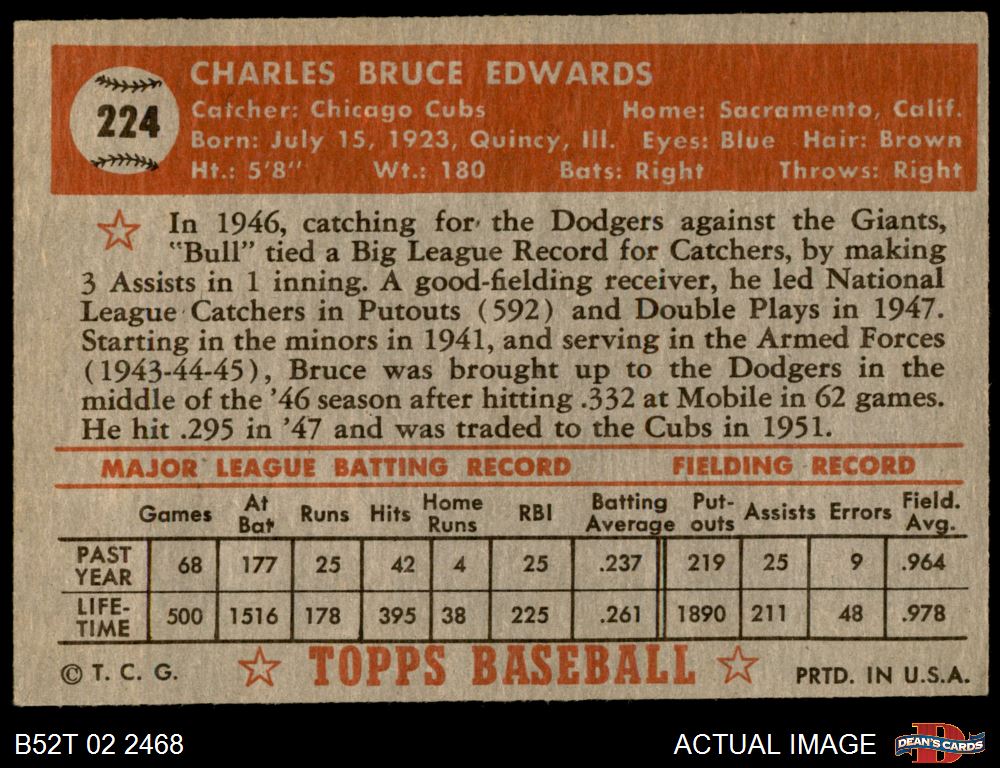 224
CHARLES BRUCE EDWARDS
Catcher: Chicago Cubs Home: Sacramento, Calif.
Born: July 15, 1923, Quincy, Ill. Eyes: Blue Hair: Brown
Ht.: 5'8" Wt.: 180 Bats: Right Throws: Right
In 1946, catching for the Dodgers against the Giants,
"Bull" tied a Big League Record for Catchers, by making
3 Assists in 1 inning. A good-fielding receiver, he led National
League Catchers in Putouts (592) and Double Plays in 1947.
Starting in the minors in 1941, and serving in the Armed Forces
(1943-44-45), Bruce was brought up to the Dodgers in the
middle of the '46 season after hitting .332 at Mobile in 62 games.
He hit .295 in '47 and was traded to the Cubs in 1951.
MAJOR LEAGUE BATTING RECORD FIELDING RECORD
Games At Bat Runs Hits Home Runs RBI Batting Average Put-outs Assists Errors Field. Avg.
PAST YEAR 68 177 25 42 4 25 .237 219 25 9 .964
LIFE-TIME 500 1516 178 395 38 225 .261 1890 211 48 .978
© T. C. G. TOPPS BASEBALL PRTD. IN U.S.A.
B52T 02 2468 ACTUAL IMAGE D DEAN'S CARDS